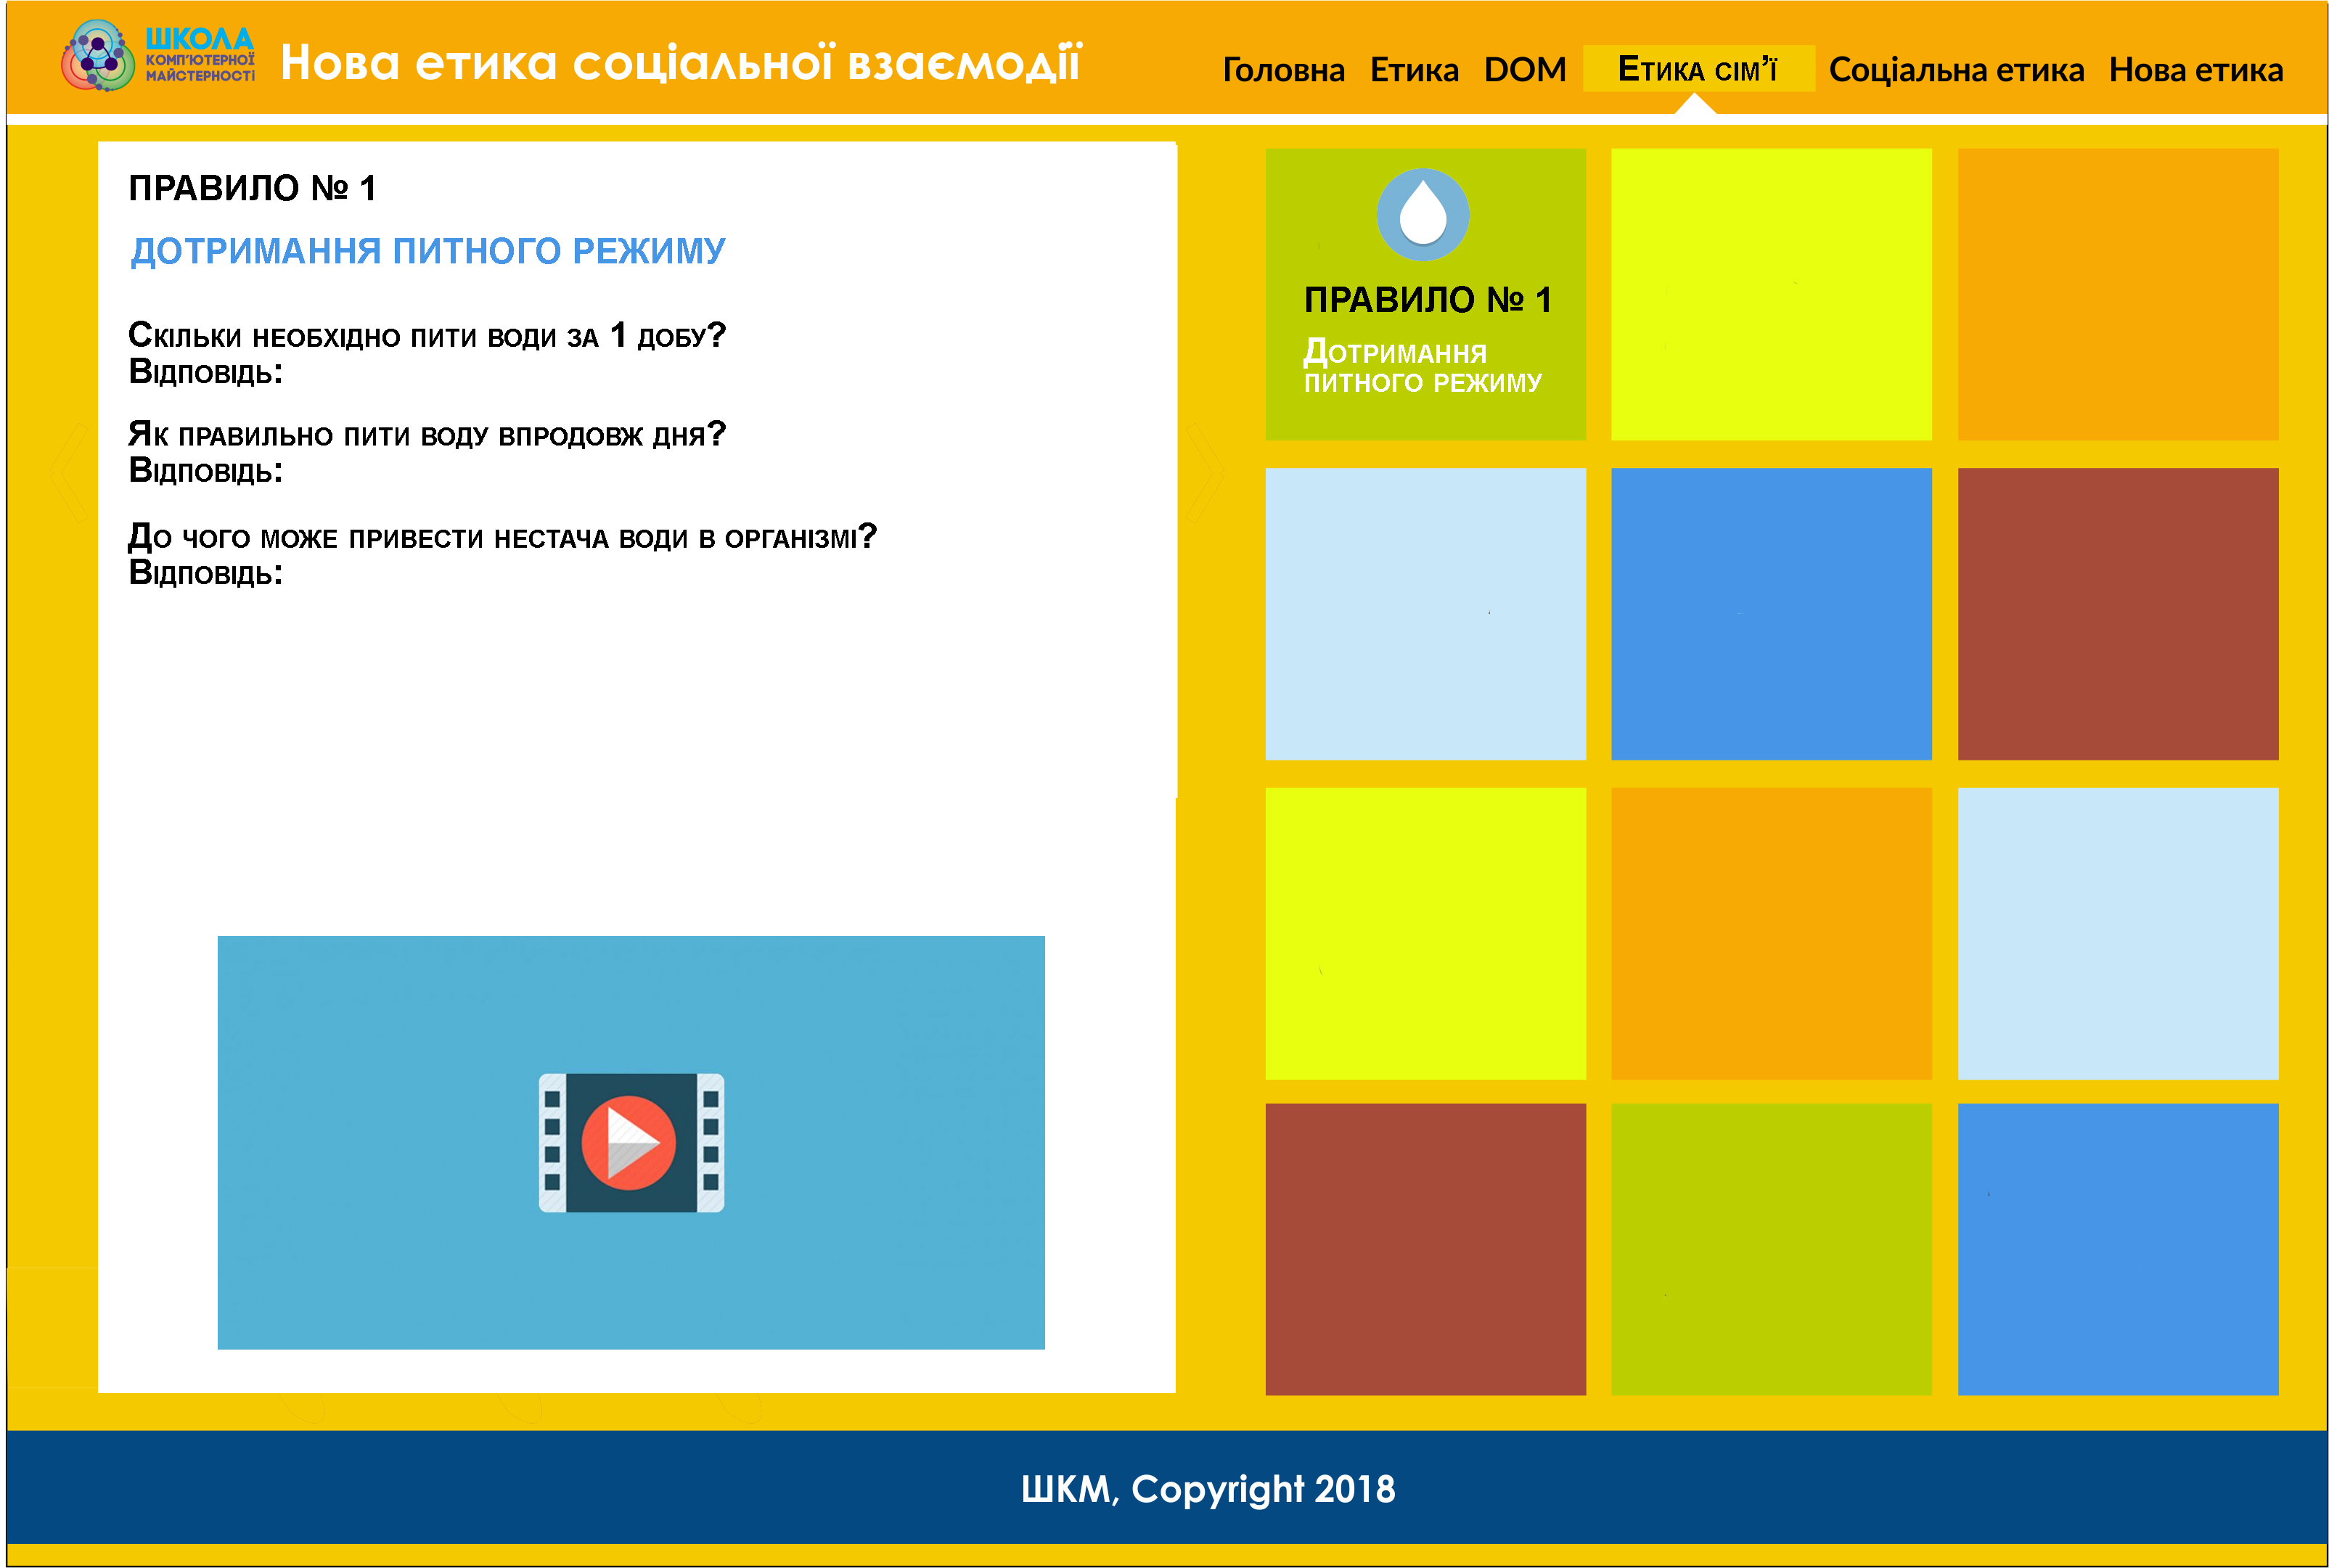 ШКОЛА
КОМП'ЮТЕРНОЇ
МАЙСТЕРНОСТІ
Нова етика соціальної взаємодії
Головна Етика DOM Етика сім’ї Соціальна етика Нова етика
ПРАВИЛО № 1
ДОТРИМАННЯ ПИТНОГО РЕЖИМУ
Скільки необхідно пити води за 1 добу?
Відповідь:
Як правильно пити воду впродовж дня?
Відповідь:
До чого може привести нестача води в організмі?
Відповідь:
ПРАВИЛО № 1
Дотримання
питного режиму
ШКМ, Copyright 2018